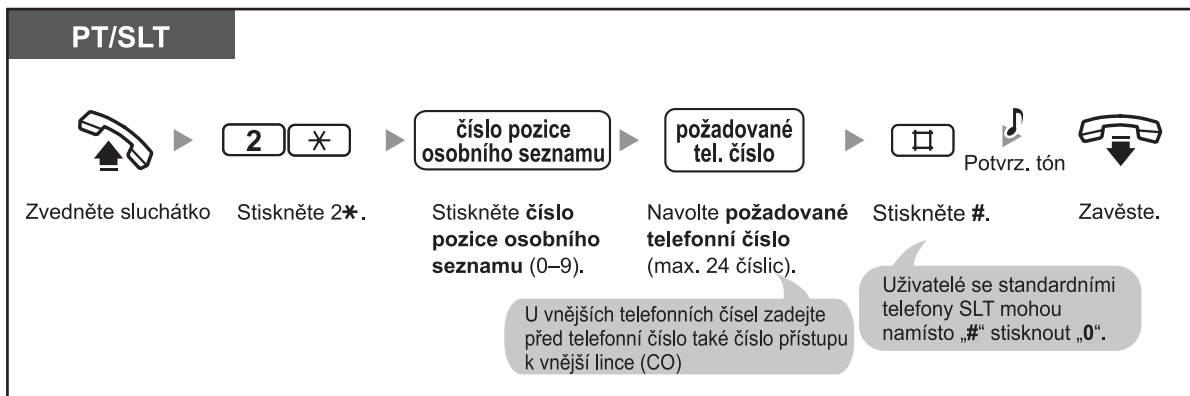 PT/SLT
2 ✱
číslo pozice
osobního seznamu
požadované
tel. číslo
#
Potvrz. tón
Zvedněte sluchátko
Stiskněte 2✱.
Stiskněte číslo
pozice osobního
seznamu (0–9).
Navolte požadované
telefonní číslo
(max. 24 číslic).
Stiskněte #.
Zavěste.
U vnějších telefonních čísel zadejte
před telefonní číslo také číslo přístupu
k vnější lince (CO)
Uživatelé se standardními
telefony SLT mohou
namísto „#“ stisknout „0“.